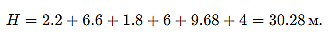 H = 2.2 + 6.6 + 1.8 + 6 + 9.68 + 4 = 30.28 м.